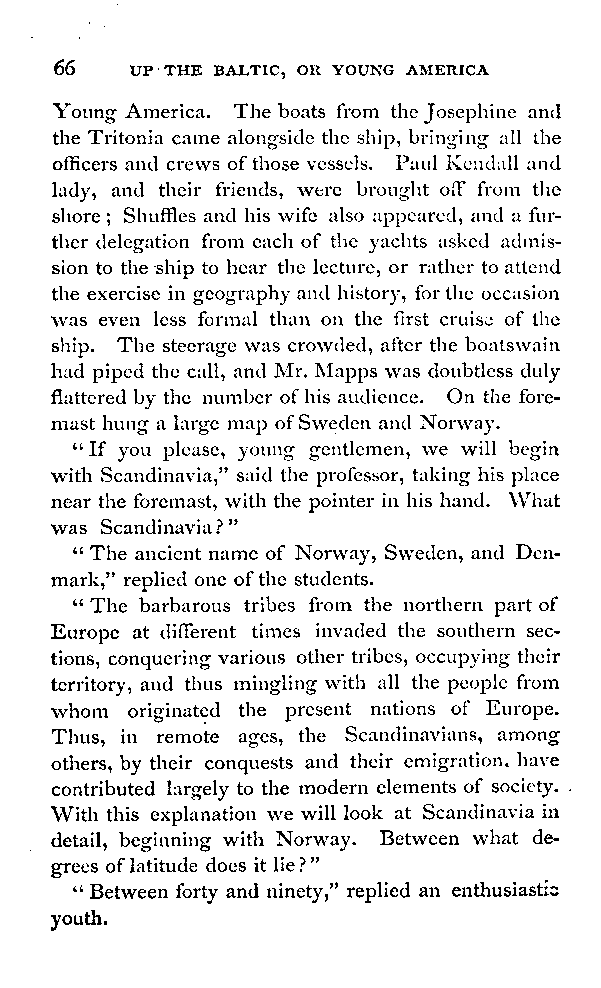 66 UP THE BALTIC, OR YOUNG AMERICA
Young America. The boats from the Josephine and
the Tritonia came alongside the ship, bringing all the
officers and crews of those vessels. Paul Kendall and
lady, and their friends, were brought off from the
shore; Shuffles and his wife also appeared, and a fur-
ther delegation from each of the yachts asked admis-
sion to the ship to hear the lecture, or rather to attend
the exercise in geography and history, for the occasion
was even less formal than on the first cruise of the
ship. The steerage was crowded, after the boatswain
had piped the call, and Mr. Mapps was doubtless duly
flattered by the number of his audience. On the fore-
mast hung a large map of Sweden and Norway.
“If you please, young gentlemen, we will begin
with Scandinavia,” said the professor, taking his place
near the foremast, with the pointer in his hand. What
was Scandinavia?”
“The ancient name of Norway, Sweden, and Den-
mark,” replied one of the students.
“The barbarous tribes from the northern part of
Europe at different times invaded the southern sec-
tions, conquering various other tribes, occupying their
territory, and thus mingling with all the people from
whom originated the present nations of Europe.
Thus, in remote ages, the Scandinavians, among
others, by their conquests and their emigration, have
contributed largely to the modern elements of society.
With this explanation we will look at Scandinavia in
detail, beginning with Norway. Between what de-
grees of latitude does it lie?”
“Between forty and ninety,” replied an enthusiastic
youth.